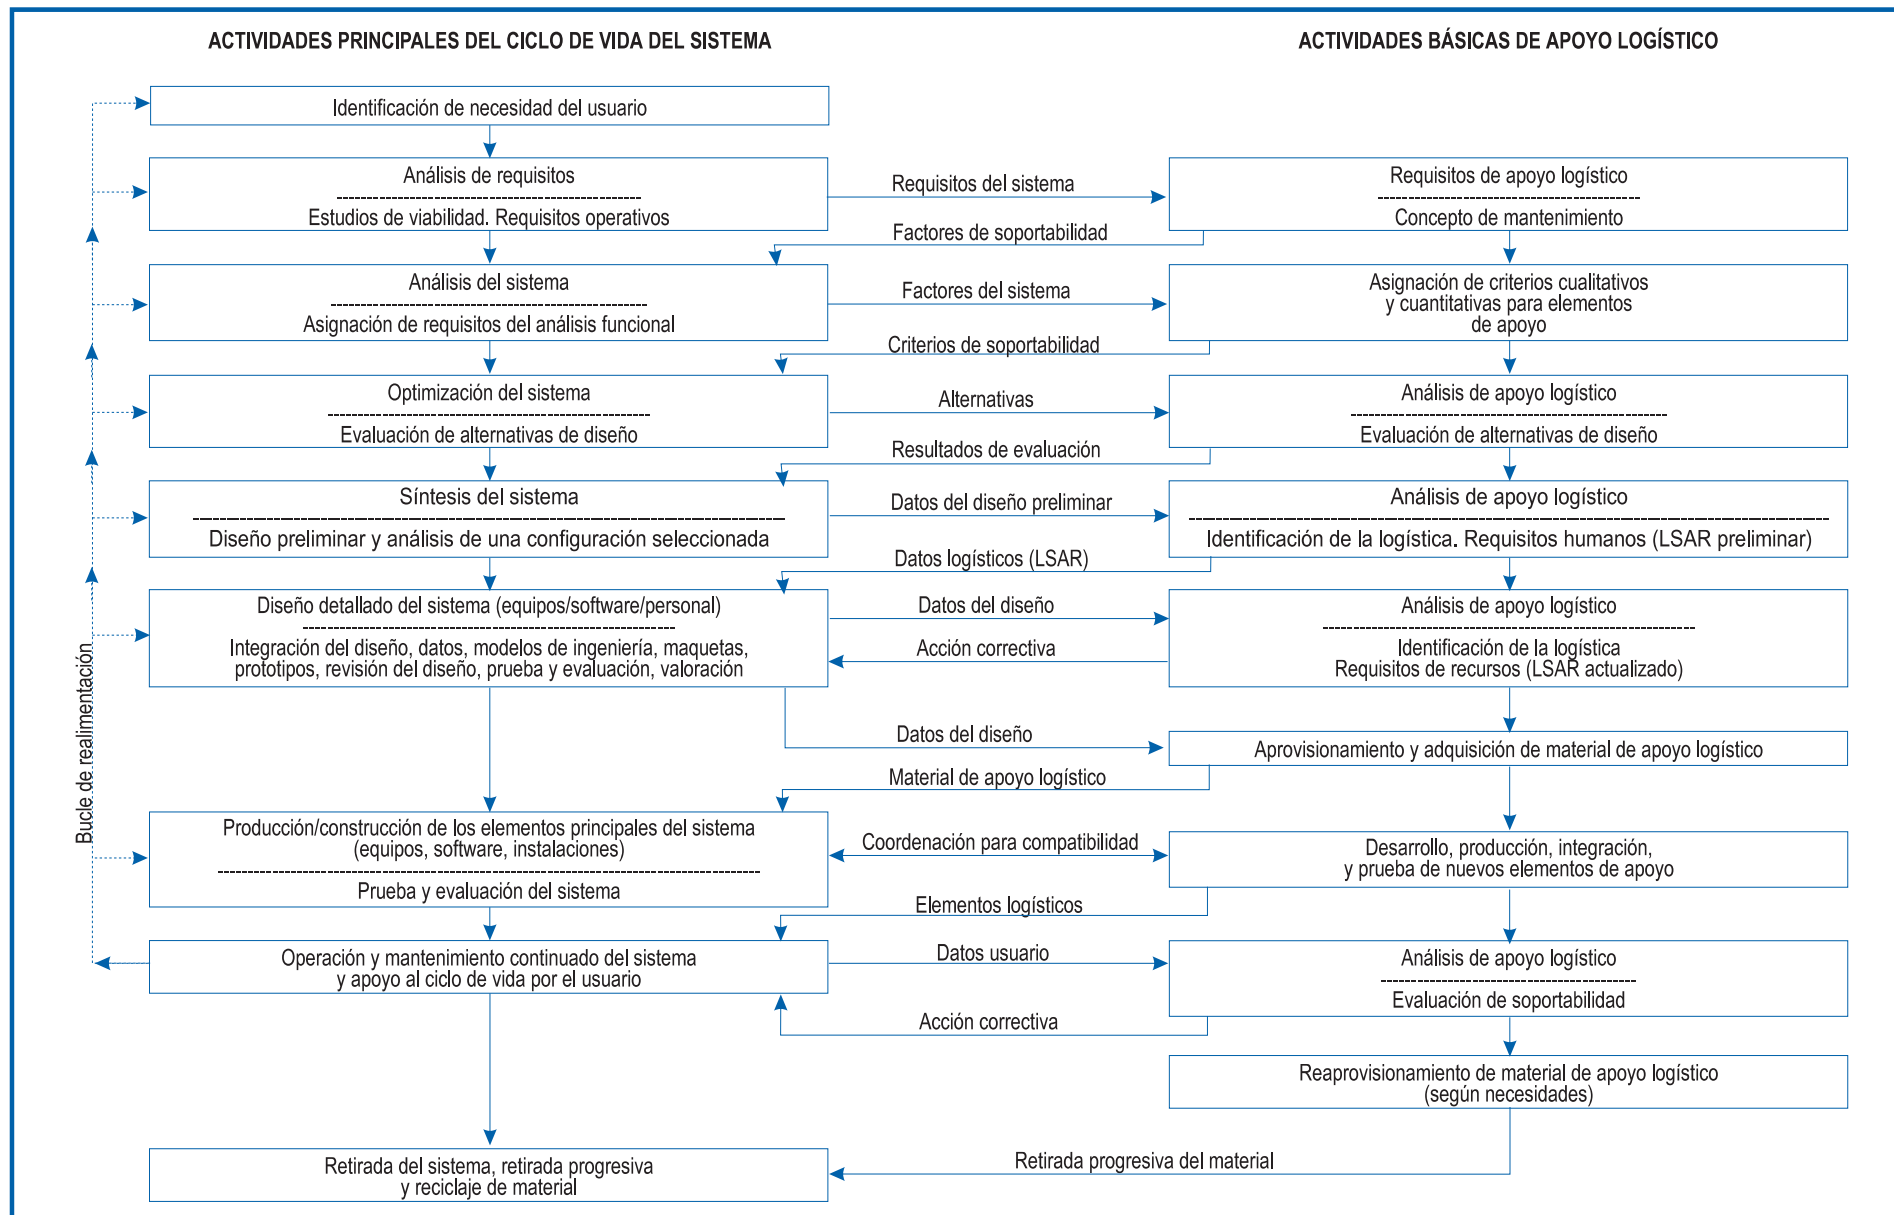 ACTIVIDADES PRINCIPALES DEL CICLO DE VIDA DEL SISTEMA
ACTIVIDADES BÁSICAS DE APOYO LOGÍSTICO
Identificación de necesidad del usuario
Análisis de requisitos
Estudios de viabilidad. Requisitos operativos
Requisitos del sistema
Requisitos de apoyo logístico
Concepto de mantenimiento
Factores de soportabilidad
Análisis del sistema
Asignación de requisitos del análisis funcional
Factores del sistema
Asignación de criterios cualitativos
y cuantitativas para elementos
de apoyo
Criterios de soportabilidad
Optimización del sistema
Evaluación de alternativas de diseño
Alternativas
Análisis de apoyo logístico
Evaluación de alternativas de diseño
Resultados de evaluación
Síntesis del sistema
Diseño preliminar y análisis de una configuración seleccionada
Datos del diseño preliminar
Análisis de apoyo logístico
Identificación de la logística. Requisitos humanos (LSAR preliminar)
Datos logísticos (LSAR)
Diseño detallado del sistema (equipos/software/personal)
Integración del diseño, datos, modelos de ingeniería, maquetas,
prototipos, revisión del diseño, prueba y evaluación, valoración
Datos del diseño
Acción correctiva
Análisis de apoyo logístico
Identificación de la logística
Requisitos de recursos (LSAR actualizado)
Datos del diseño
Aprovisionamiento y adquisición de material de apoyo logístico
Material de apoyo logístico
Bucle de realimentación
Producción/construcción de los elementos principales del sistema
(equipos, software, instalaciones)
Prueba y evaluación del sistema
Coordenación para compatibilidad
Desarrollo, producción, integración,
y prueba de nuevos elementos de apoyo
Elementos logísticos
Operación y mantenimiento continuado del sistema
y apoyo al ciclo de vida por el usuario
Datos usuario
Análisis de apoyo logístico
Evaluación de soportabilidad
Acción correctiva
Reaprovisionamiento de material de apoyo logístico
(según necesidades)
Retirada del sistema, retirada progresiva
y reciclaje de material
Retirada progresiva del material